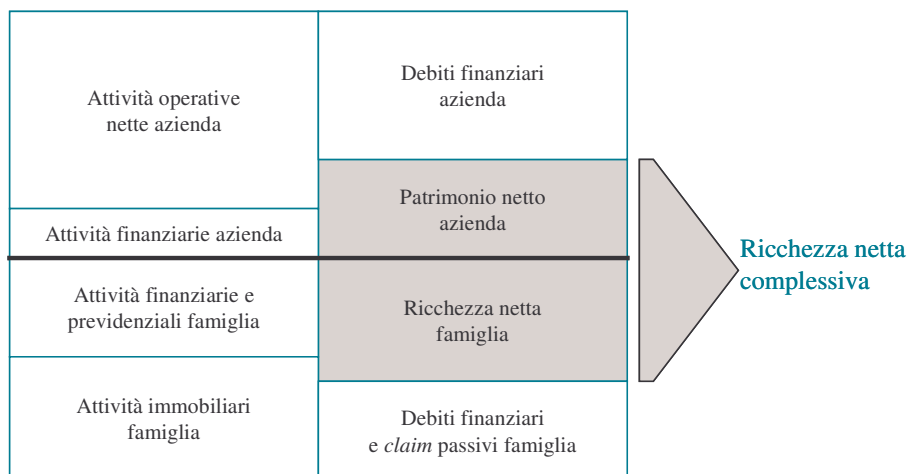 Attività operative
nette azienda
Debiti finanziari
azienda
Patrimonio netto
azienda
Attività finanziarie azienda
Ricchezza netta
complessiva
Attività finanziarie e
previdenziali famiglia
Ricchezza netta
famiglia
Attività immobiliari
famiglia
Debiti finanziari
e claim passivi famiglia